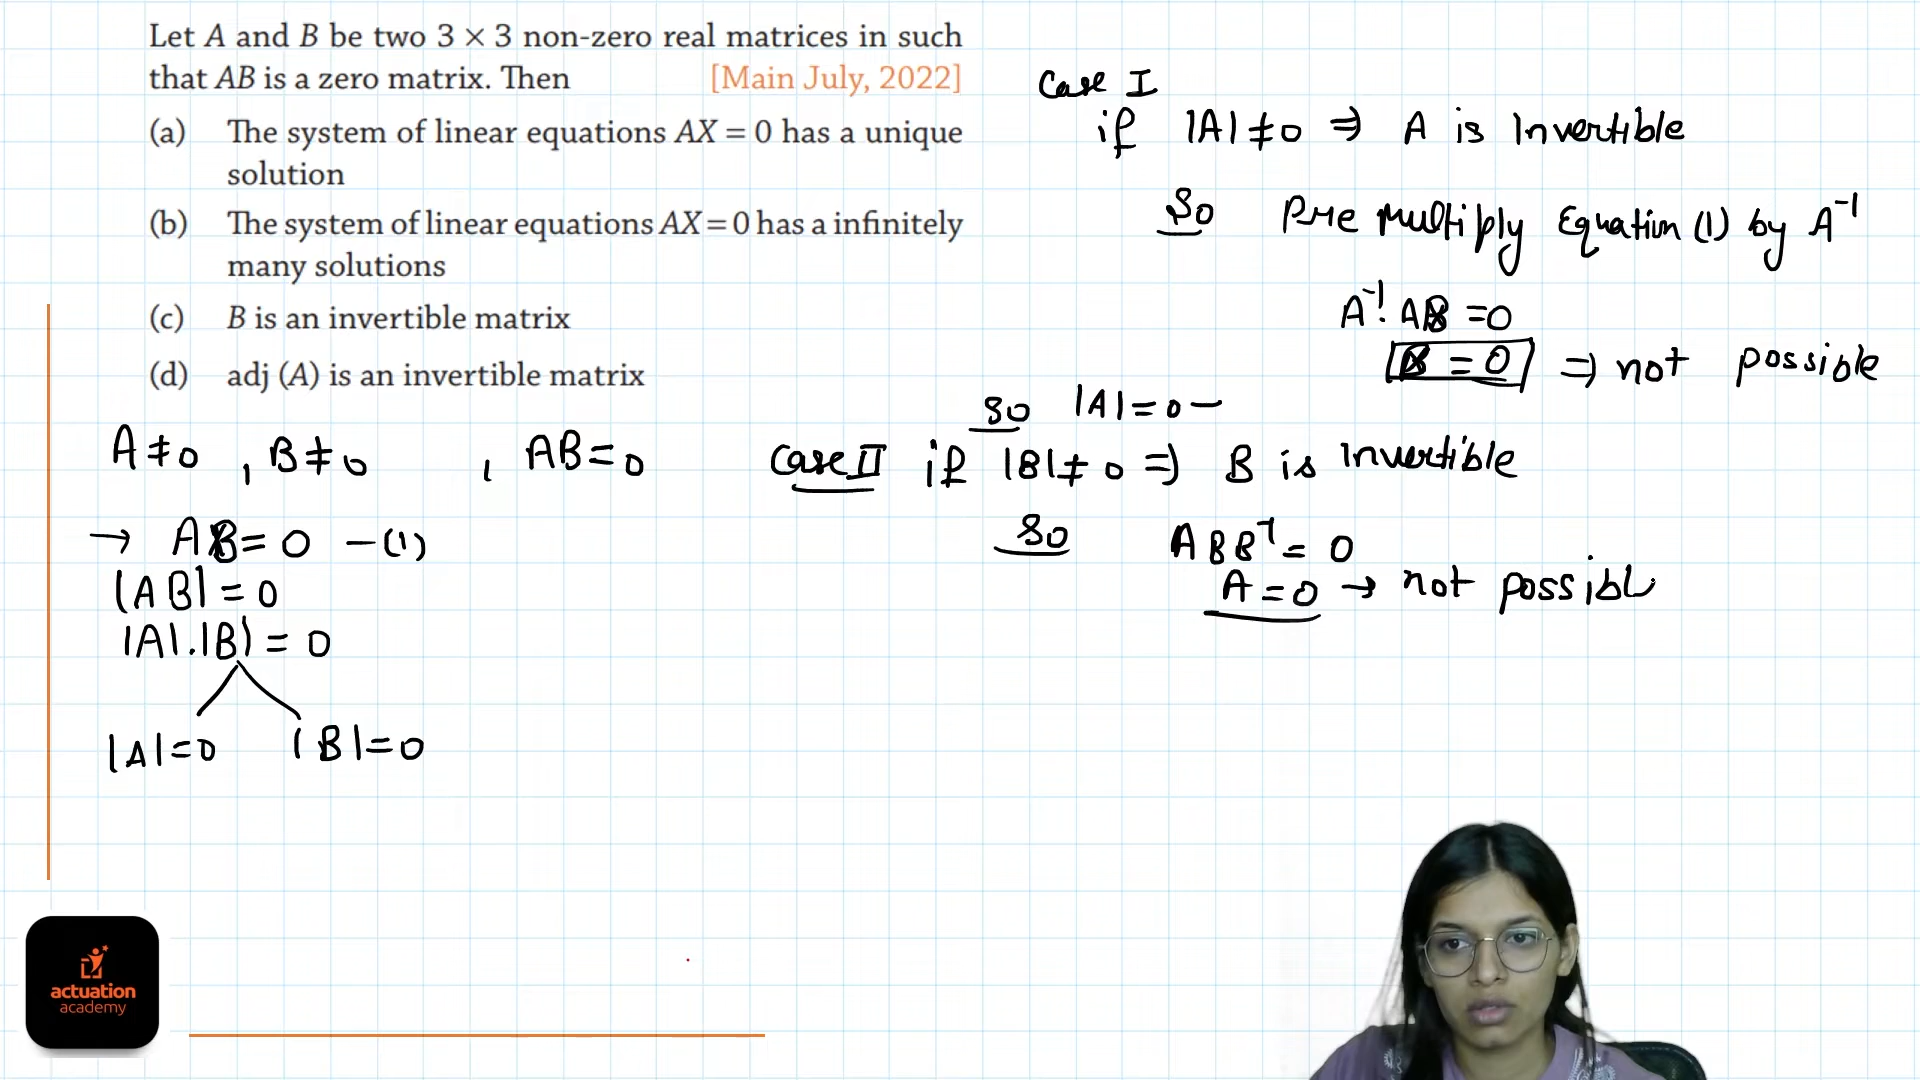 Let A and B be two 3 × 3 non-zero real matrices in such
that AB is a zero matrix. Then [Main July, 2022]
(a) The system of linear equations AX = 0 has a unique
solution
(b) The system of linear equations AX = 0 has a infinitely
many solutions
(c) B is an invertible matrix
(d) adj (A) is an invertible matrix
A ≠ 0 , B ≠ 0 , AB = 0
→ AB = 0 –(1)
|AB| = 0
|A|.|B| = 0
|A| = 0 |B| = 0
Case I
if |A| ≠ 0 ⇒ A is Invertible
So Pre multiply Equation (1) by A⁻¹
A⁻¹. AB = 0
B = 0 ⇒ not possible
So |A| = 0 –
Case II if |B| ≠ 0 ⇒ B is Invertible
So ABB⁻¹ = 0
A = 0 → not possibl
actuation
academy